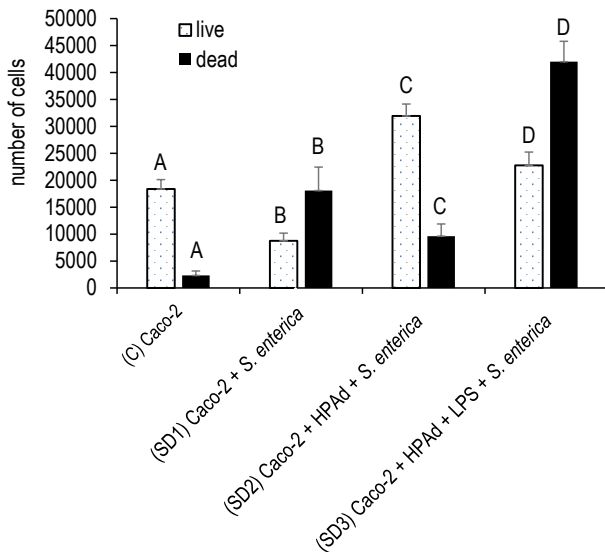 50000
45000
40000
35000
30000
25000
20000
15000
10000
5000
0
number of cells
live
dead
A
A
B
B
C
C
D
D
(C) Caco-2
(SD1) Caco-2 + S. enterica
(SD2) Caco-2 + HPAd + S. enterica
(SD3) Caco-2 + HPAd + LPS + S. enterica